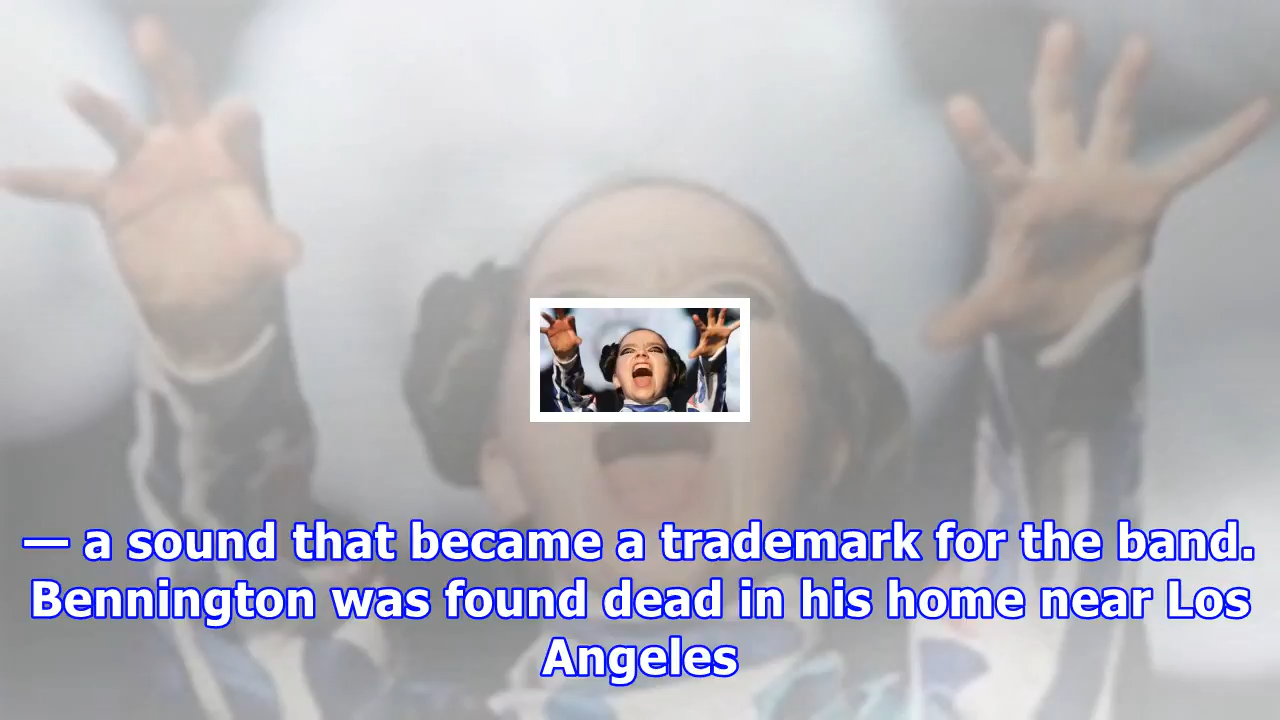 — a sound that became a trademark for the band.
Bennington was found dead in his home near Los
Angeles